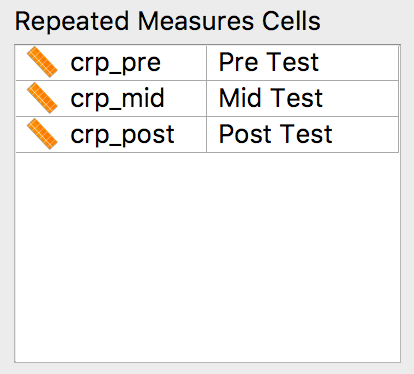 Repeated Measures Cells
crp_pre Pre Test
crp_mid Mid Test
crp_post Post Test